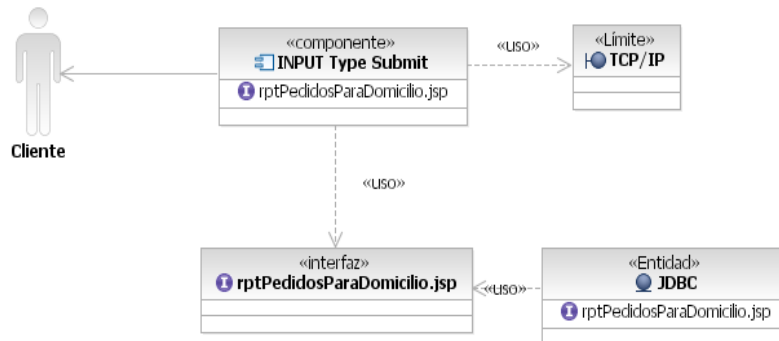 «componente»
INPUT Type Submit
rptPedidosParaDomicilio.jsp
«uso»
«Límite»
TCP/IP
Cliente
«uso»
«interfaz»
rptPedidosParaDomicilio.jsp
«uso»
«Entidad»
JDBC
rptPedidosParaDomicilio.jsp